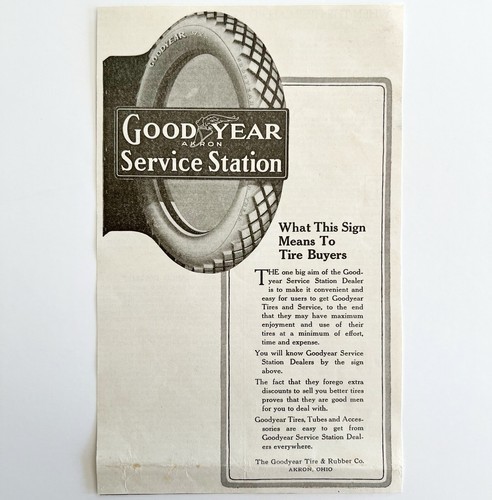 GOODYEAR
GOOD YEAR
AKRON
Service Station
What This Sign
Means To
Tire Buyers
THE one big aim of the Good-
year Service Station Dealer
is to make it convenient and
easy for users to get Goodyear
Tires and Service, to the end
that they may have maximum
enjoyment and use of their
tires at a minimum of effort,
time and expense.
You will know Goodyear Service
Station Dealers by the sign
above.
The fact that they forego extra
discounts to sell you better tires
proves that they are good men
for you to deal with.
Goodyear Tires, Tubes and Acces-
sories are easy to get from
Goodyear Service Station Deal-
ers everywhere.
The Goodyear Tire & Rubber Co.
AKRON, OHIO